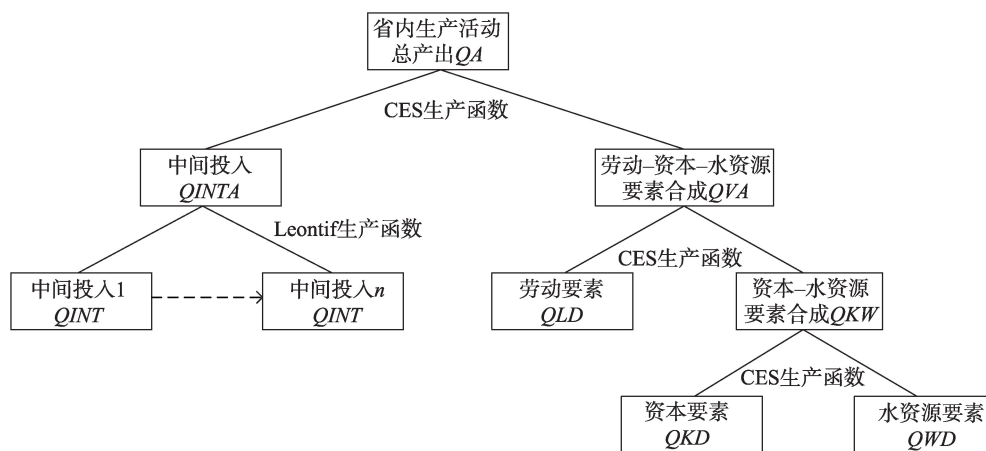 省内生产活动
总产出QA
CES生产函数
中间投入
QINTA
劳动–资本–水资源
要素合成QVA
Leontif生产函数
CES生产函数
中间投入1
QINT
中间投入n
QINT
劳动要素
QLD
资本–水资源
要素合成QKW
CES生产函数
资本要素
QKD
水资源要素
QWD